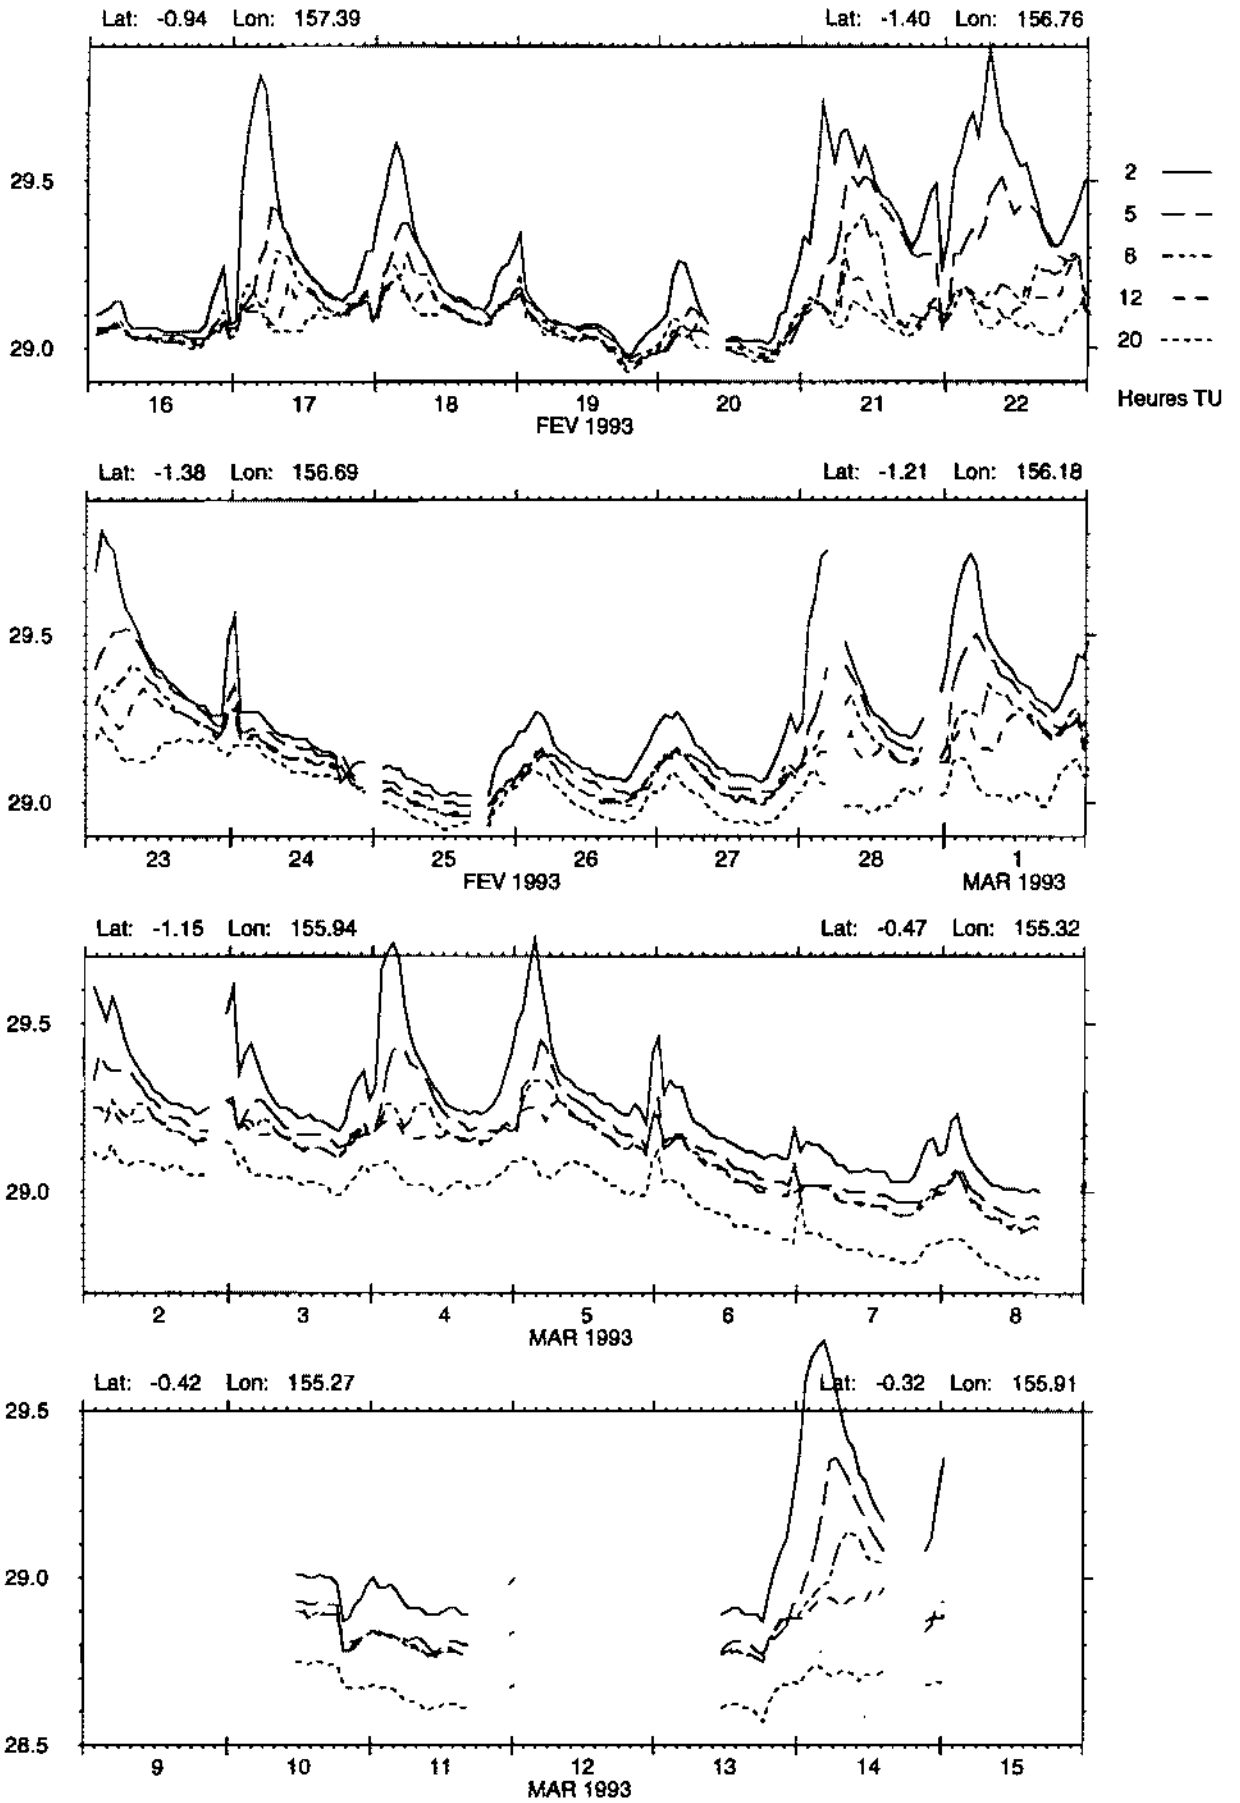 Lat: -0.94 Lon: 157.39 Lat: -1.40 Lon: 156.76
29.5
29.0
2
5
8
12
20
Heures TU
16 17 18 19 20 21 22
FEV 1993
Lat: -1.38 Lon: 156.69 Lat: -1.21 Lon: 156.18
29.5
29.0
23 24 25 26 27 28 1
FEV 1993 MAR 1993
Lat: -1.15 Lon: 155.94 Lat: -0.47 Lon: 155.32
29.5
29.0
2 3 4 5 6 7 8
MAR 1993
Lat: -0.42 Lon: 155.27 Lat: -0.32 Lon: 155.91
29.5
29.0
28.5
9 10 11 12 13 14 15
MAR 1993